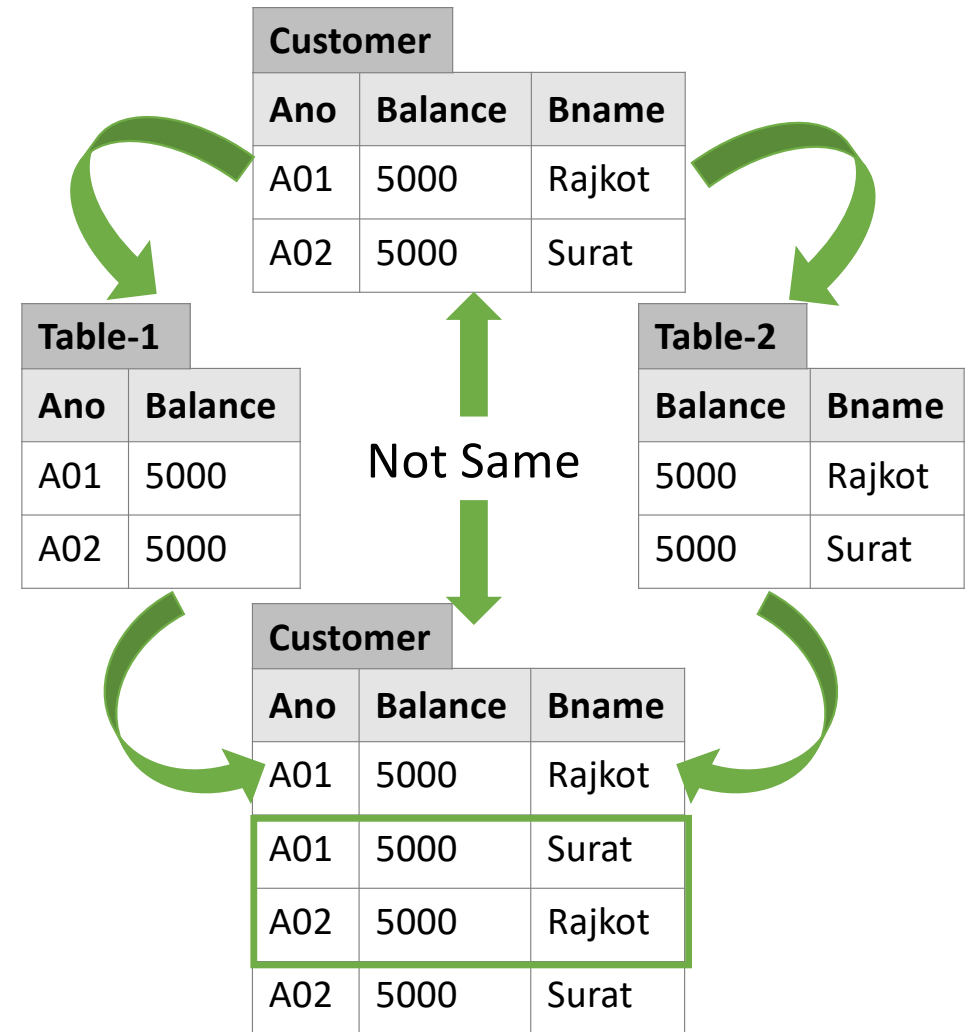 Customer
Ano Balance Bname
A01 5000 Rajkot
A02 5000 Surat
Table-1
Ano Balance
A01 5000
A02 5000
Not Same
Table-2
Balance Bname
5000 Rajkot
5000 Surat
Customer
Ano Balance Bname
A01 5000 Rajkot
A01 5000 Surat
A02 5000 Rajkot
A02 5000 Surat